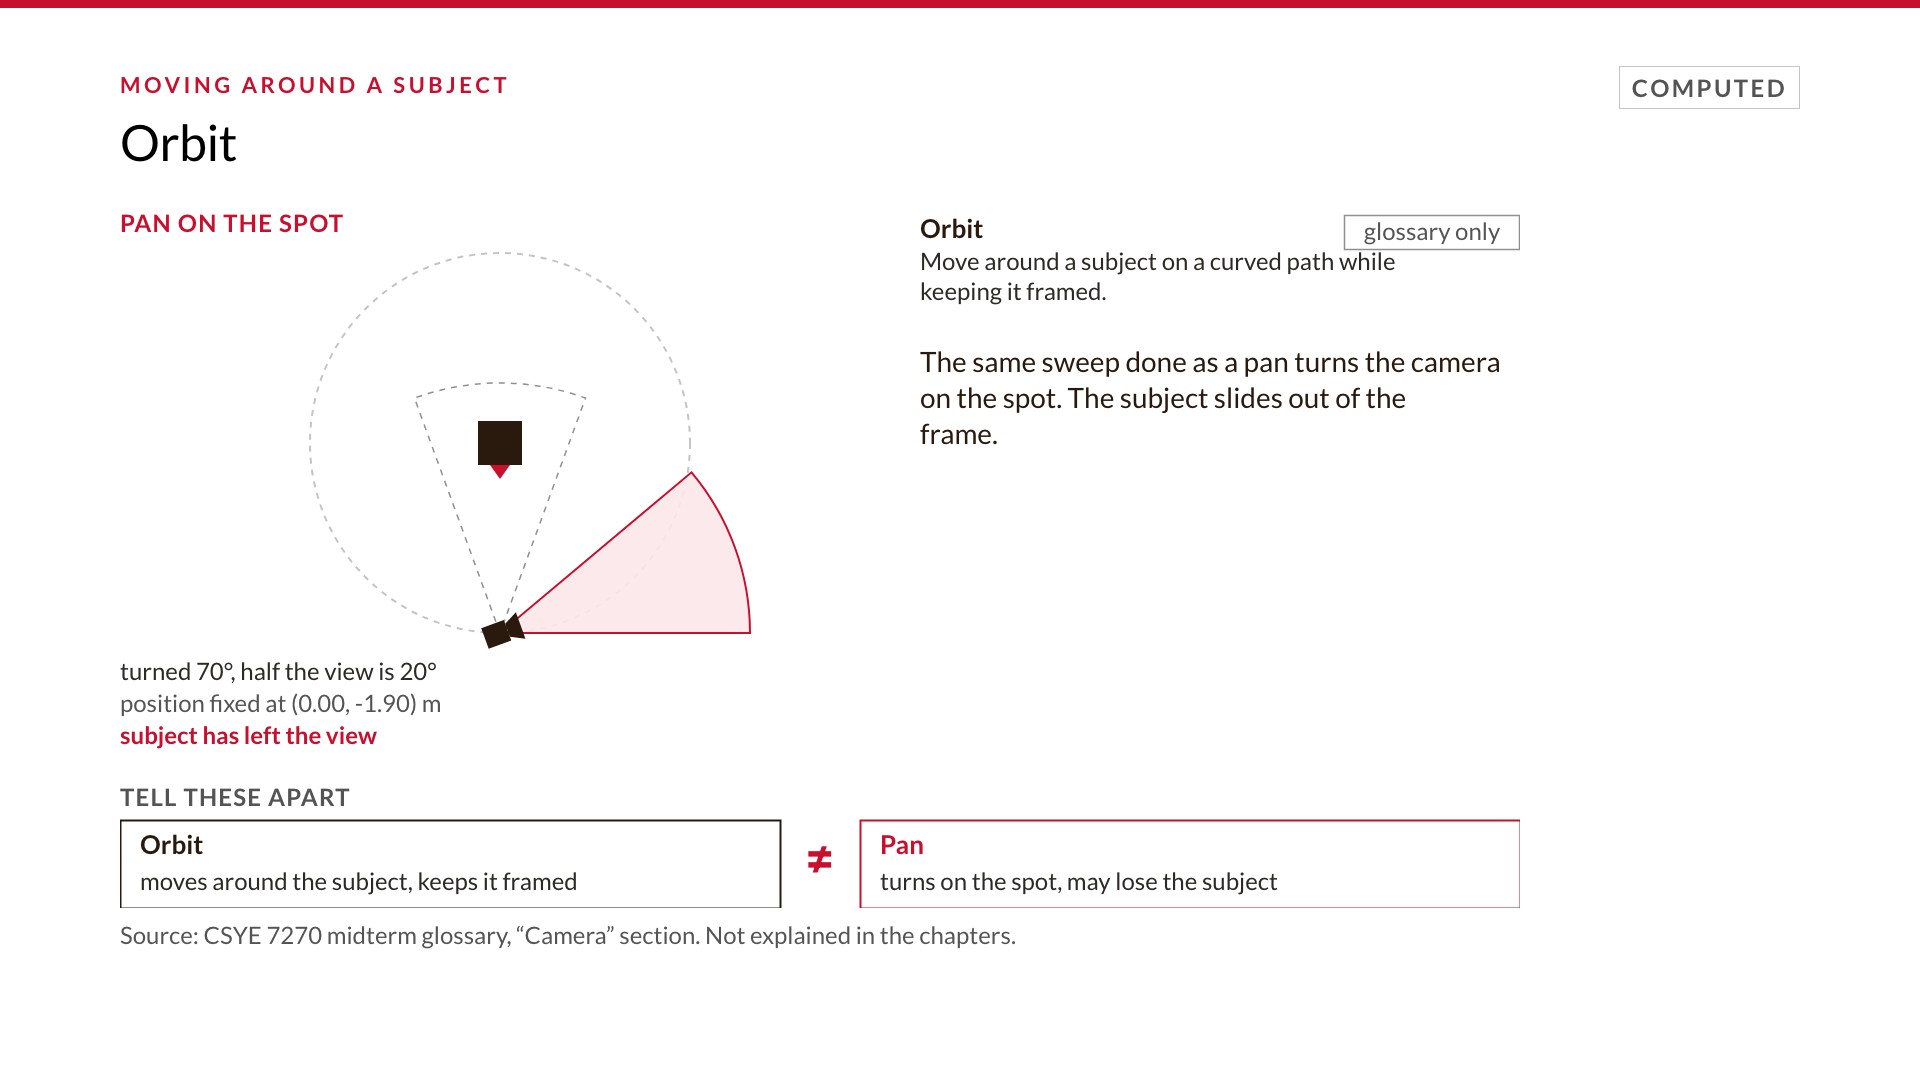 MOVING AROUND A SUBJECT
COMPUTED
Orbit
PAN ON THE SPOT
Orbit
glossary only
Move around a subject on a curved path while
keeping it framed.
The same sweep done as a pan turns the camera
on the spot. The subject slides out of the
frame.
turned 70°, half the view is 20°
position fixed at (0.00, -1.90) m
subject has left the view
TELL THESE APART
Orbit
moves around the subject, keeps it framed
≠
Pan
turns on the spot, may lose the subject
Source: CSYE 7270 midterm glossary, “Camera” section. Not explained in the chapters.